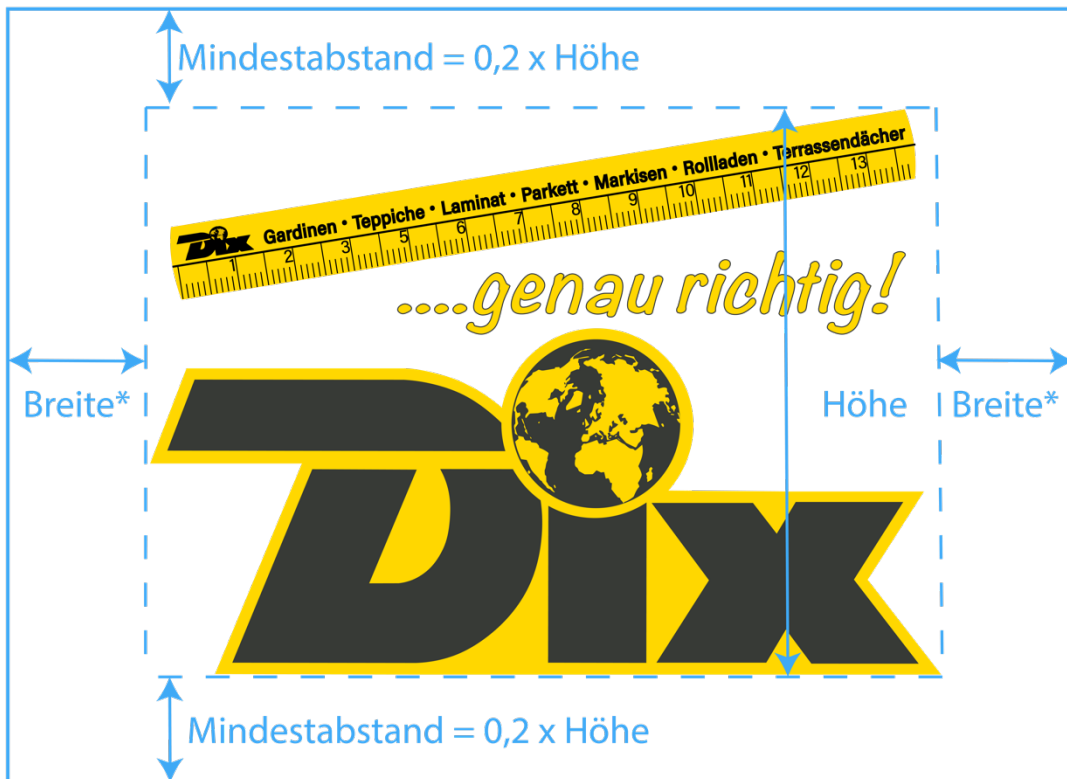 Mindestabstand = 0,2 x Höhe
Dix Gardinen • Teppiche • Laminat • Parkett • Markisen • Rollladen • Terrassendächer
1 2 3 4 5 6 7 8 9 10 11 12 13
....genau richtig!
Breite* Höhe Breite*
Dix
Mindestabstand = 0,2 x Höhe